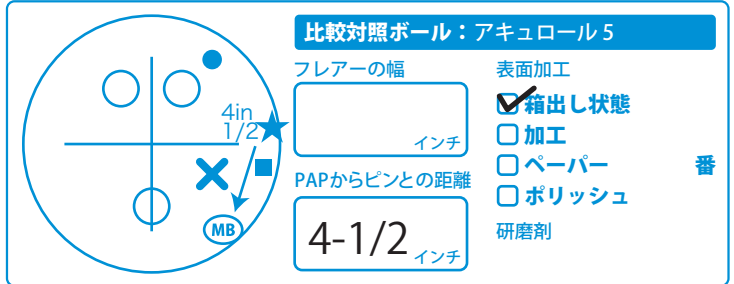 比較対照ボール：アキュロール 5
フレアーの幅
インチ
PAPからピンとの距離
4-1/2 インチ
表面加工
箱出し状態
加工
ペーパー 番
ポリッシュ
研磨剤
4in
1/2
MB